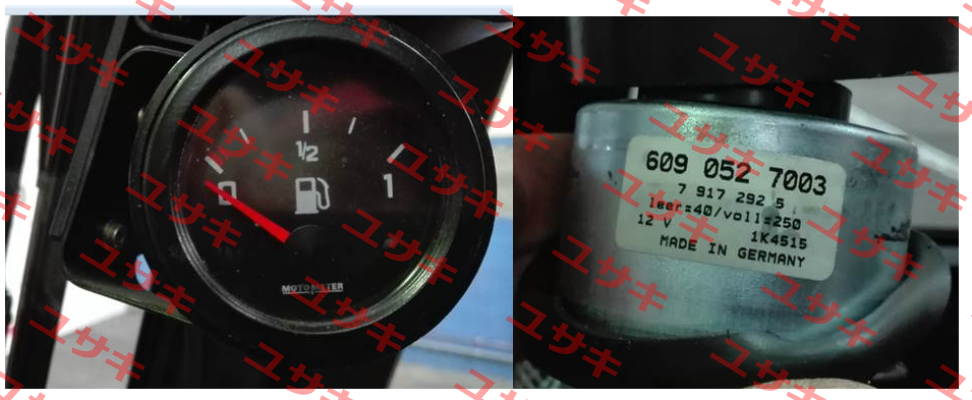 1/2
0
1
MOTOMETER
609 052 7003
7 917 292 5
leer=40/voll=250
12 V 1K4515
MADE IN GERMANY
ユサキ